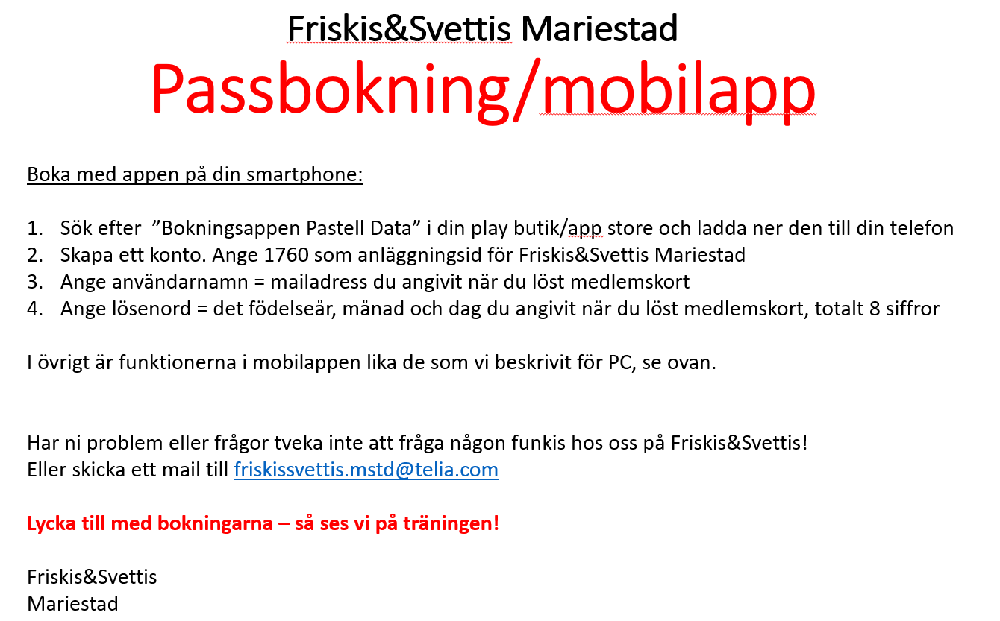 Friskis&Svettis Mariestad
Passbokning/mobilapp
Boka med appen på din smartphone:
1. Sök efter ”Bokningsappen Pastell Data” i din play butik/app store och ladda ner den till din telefon
2. Skapa ett konto. Ange 1760 som anläggningsid för Friskis&Svettis Mariestad
3. Ange användarnamn = mailadress du angivit när du löst medlemskort
4. Ange lösenord = det födelseår, månad och dag du angivit när du löst medlemskort, totalt 8 siffror
I övrigt är funktionerna i mobilappen lika de som vi beskrivit för PC, se ovan.
Har ni problem eller frågor tveka inte att fråga någon funkis hos oss på Friskis&Svettis!
Eller skicka ett mail till friskissvettis.mstd@telia.com
Lycka till med bokningarna – så ses vi på träningen!
Friskis&Svettis
Mariestad